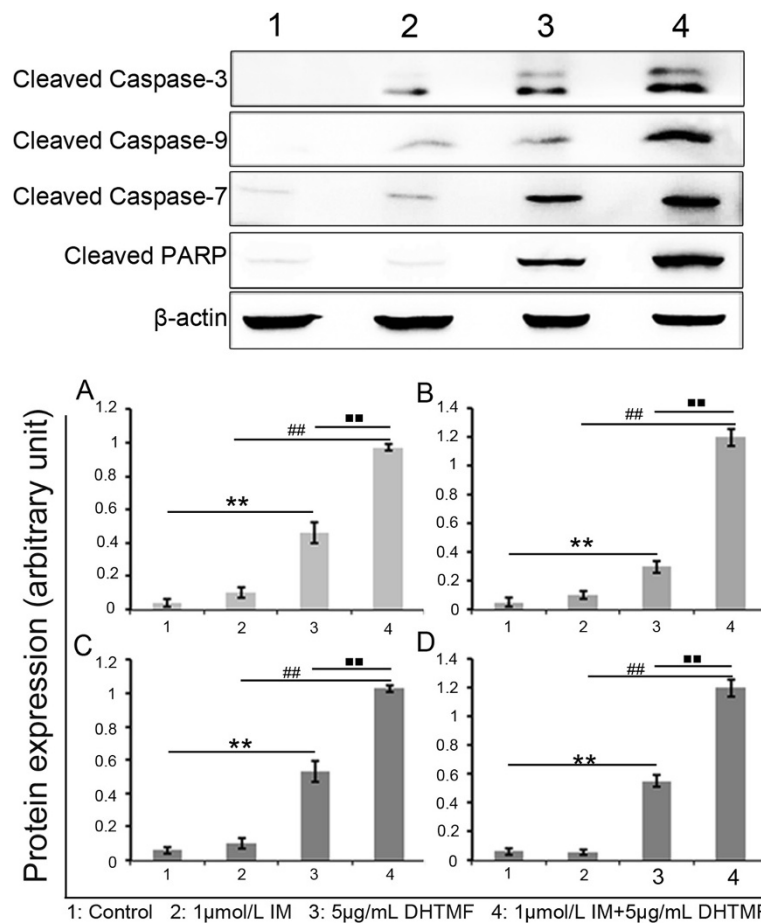 1 2 3 4
Cleaved Caspase-3
Cleaved Caspase-9
Cleaved Caspase-7
Cleaved PARP
β-actin
Protein expression (arbitrary unit)
A
1.2
1
0.8
0.6
0.4
0.2
0
** ## ▪▪
1 2 3 4
B
1.4
1.2
1
0.8
0.6
0.4
0.2
0
** ## ▪▪
1 2 3 4
C
1.2
1
0.8
0.6
0.4
0.2
0
** ## ▪▪
1 2 3 4
D
1.4
1.2
1
0.8
0.6
0.4
0.2
0
** ## ▪▪
1 2 3 4
1: Control 2: 1μmol/L IM 3: 5μg/mL DHTMF 4: 1μmol/L IM+5μg/mL DHTMF